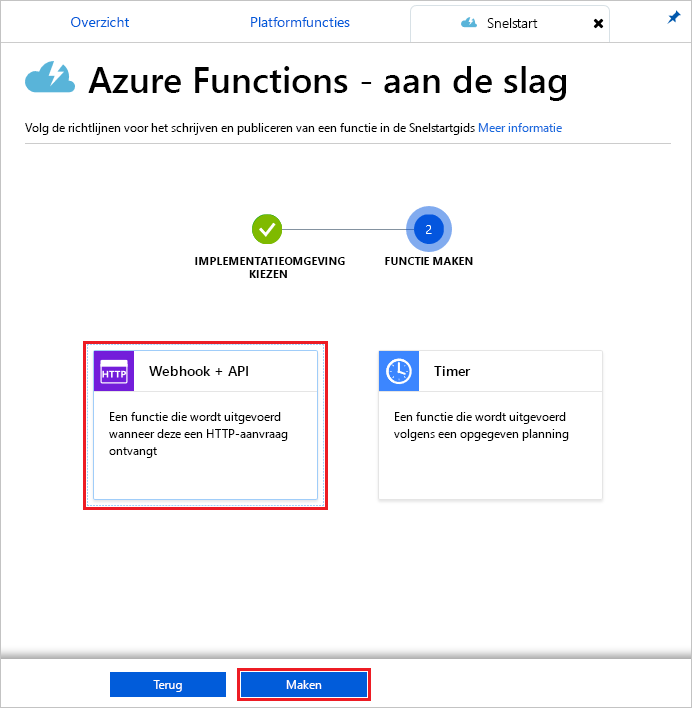 Overzicht Platformfuncties Snelstart
Azure Functions - aan de slag
Volg de richtlijnen voor het schrijven en publiceren van een functie in de Snelstartgids Meer informatie
2
IMPLEMENTATIEOMGEVING
KIEZEN
FUNCTIE MAKEN
HTTP
Webhook + API
Een functie die wordt uitgevoerd
wanneer deze een HTTP-aanvraag
ontvangt
Timer
Een functie die wordt uitgevoerd
volgens een opgegeven planning
Terug
Maken